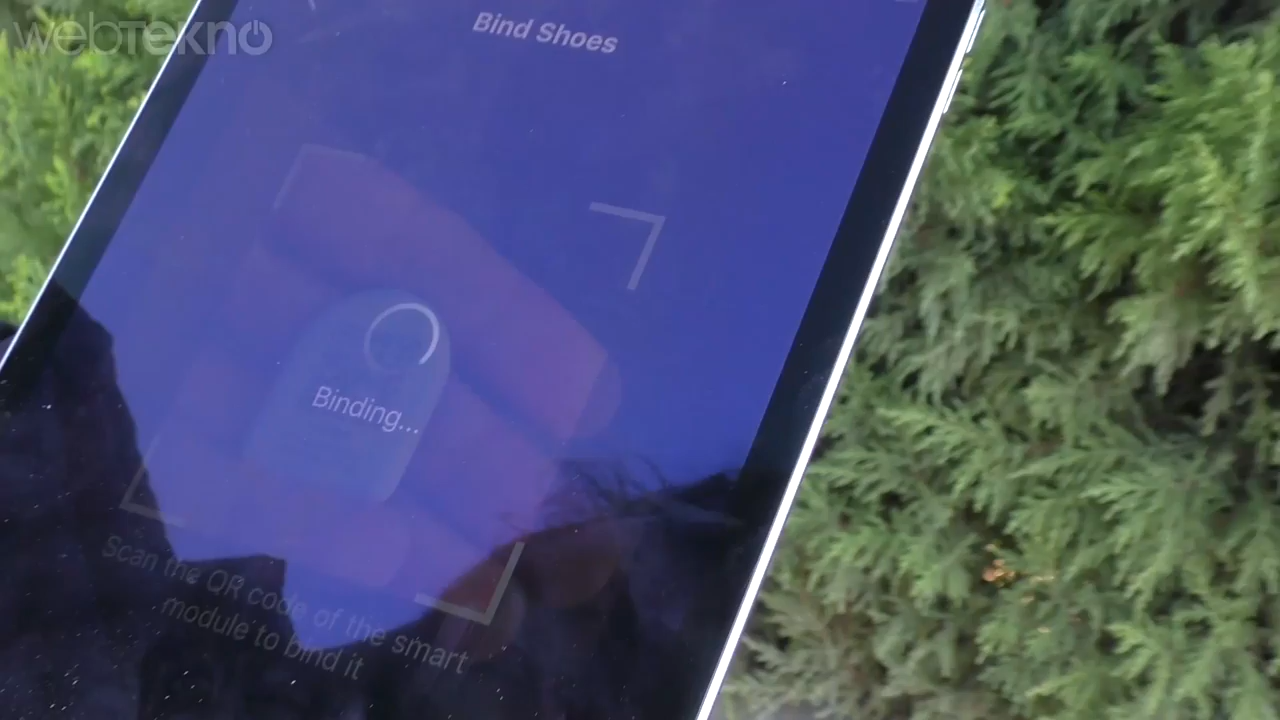 webtekno
Bind Shoes
Binding...
Scan the QR code of the smart
module to bind it